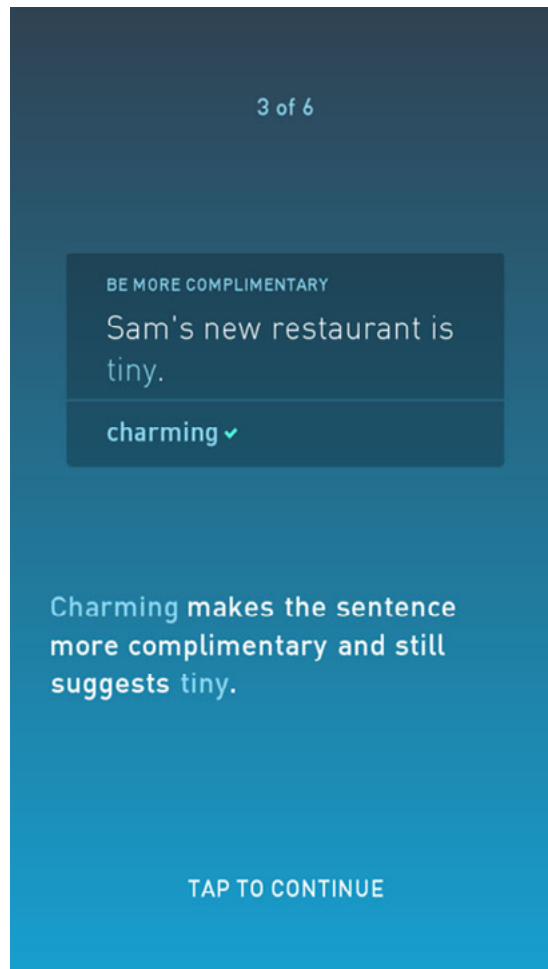 3 of 6
BE MORE COMPLIMENTARY
Sam's new restaurant is
tiny.
charming
Charming makes the sentence
more complimentary and still
suggests tiny.
TAP TO CONTINUE